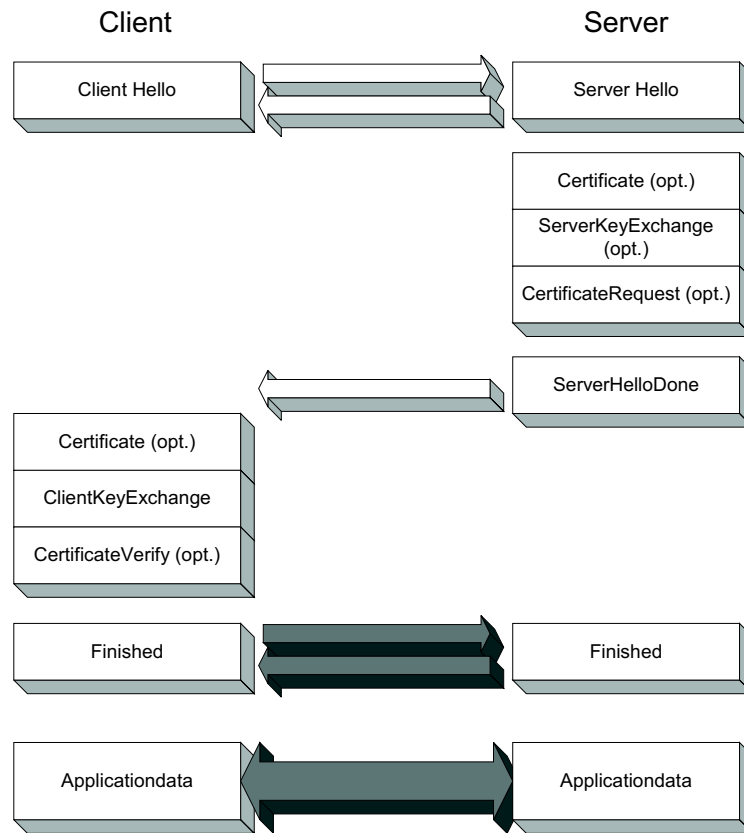 Client
Server
Client Hello
Server Hello
Certificate (opt.)
ServerKeyExchange
(opt.)
CertificateRequest (opt.)
ServerHelloDone
Certificate (opt.)
ClientKeyExchange
CertificateVerify (opt.)
Finished
Finished
Applicationdata
Applicationdata